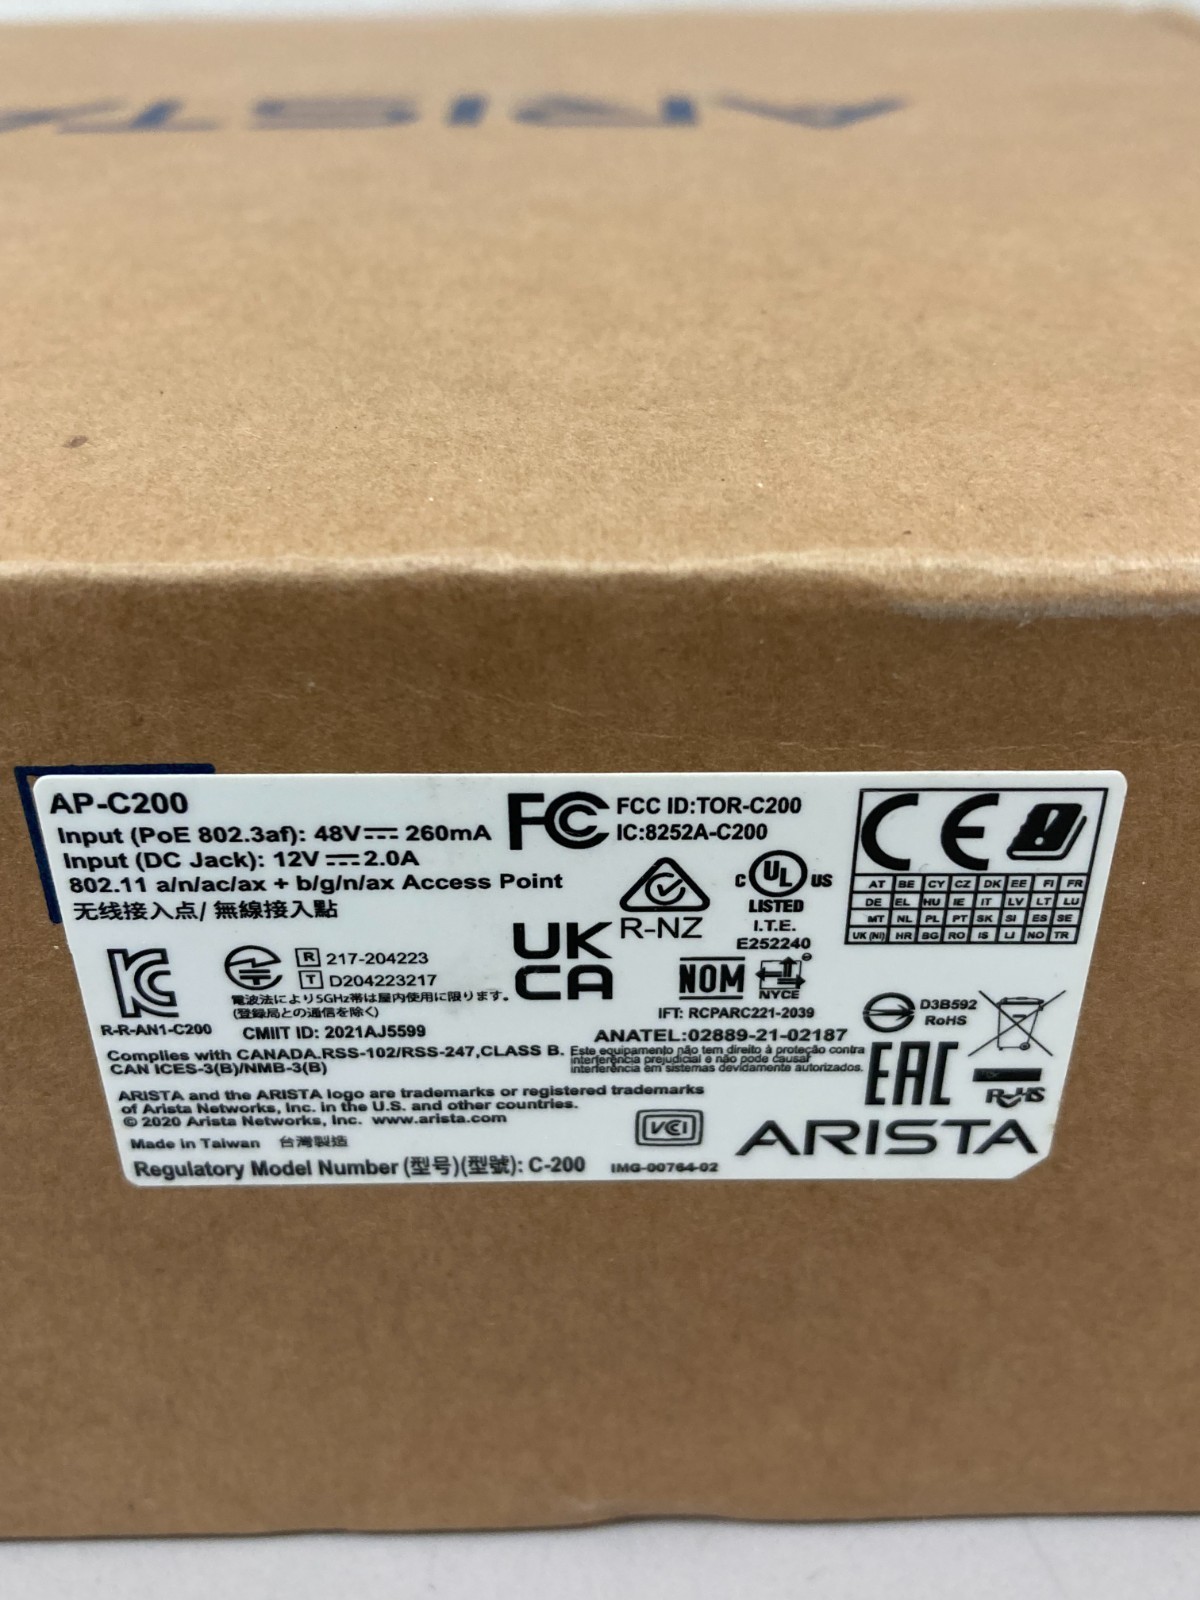 ARISTA
AP-C200
Input (PoE 802.3af): 48V⎓ 260mA
Input (DC Jack): 12V⎓2.0A
802.11 a/n/ac/ax + b/g/n/ax Access Point
无线接入点/ 無線接入點
FC FCC ID:TOR-C200
IC:8252A-C200
R-NZ
C UL US
LISTED
I.T.E.
E252240
CE
AT BE CY CZ DK EE FI FR
DE EL HU IE IT LV LT LU
MT NL PL PT SK SI ES SE
UK(NI) HR BG RO IS LI NO TR
R-R-AN1-C200
R 217-204223
T D204223217
電波法により5GHz帯は屋内使用に限ります。
(登録局との通信を除く)
CMIIT ID: 2021AJ5599
UK
CA
NOM
NYCE
IFT: RCPARC221-2039
ANATEL:02889-21-02187
Este equipamento não tem direito à proteção contra
interferência prejudicial e não pode causar
interferência em sistemas devidamente autorizados.
D3B592
RoHS
EAC
RoHS
Complies with CANADA.RSS-102/RSS-247,CLASS B.
CAN ICES-3(B)/NMB-3(B)
ARISTA and the ARISTA logo are trademarks or registered trademarks
of Arista Networks, Inc. in the U.S. and other countries.
© 2020 Arista Networks, Inc. www.arista.com
Made in Taiwan 台灣製造
Regulatory Model Number (型号)(型號): C-200
VCI
IMG-00764-02
ARISTA